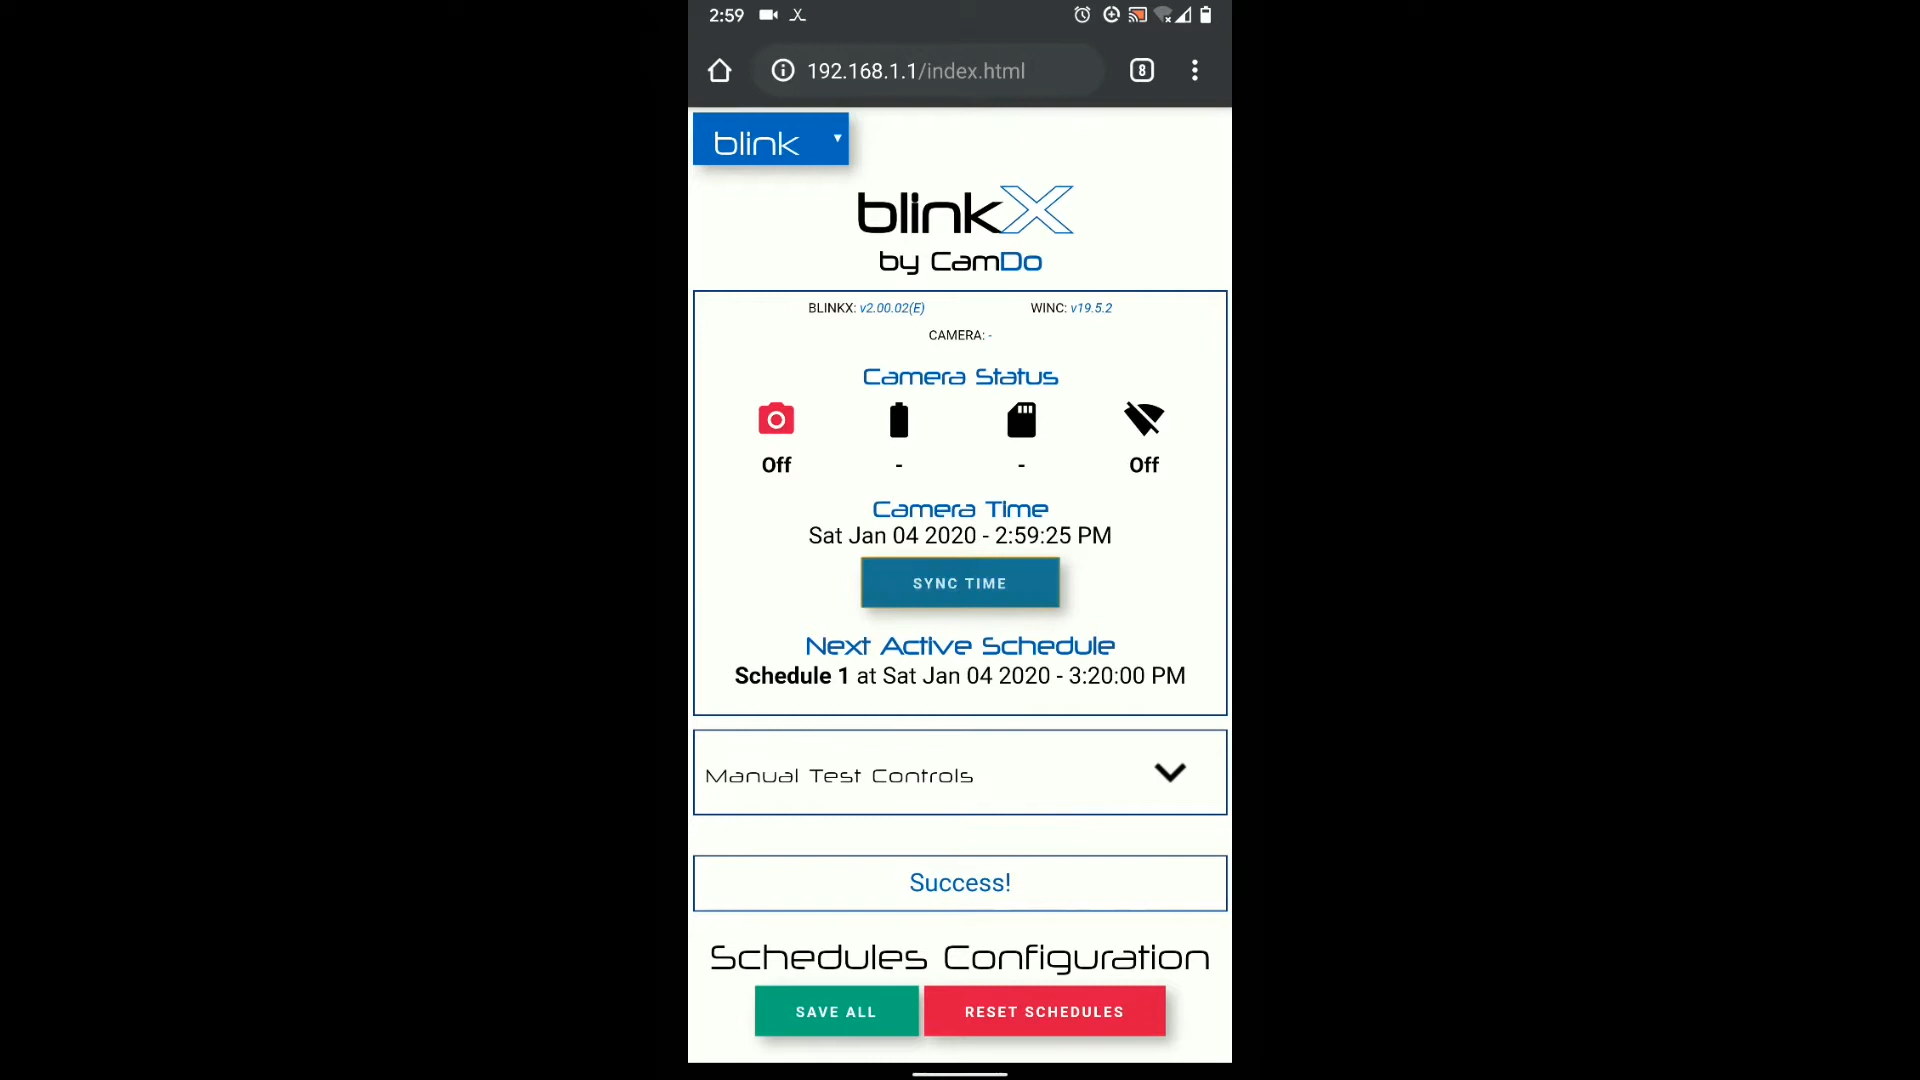 2:59
192.168.1.1/index.html
8
blink
blinkX
by CamDo
BLINKX: v2.00.02(E) WINC: v19.5.2
CAMERA: -
Camera Status
Off - - Off
Camera Time
Sat Jan 04 2020 - 2:59:25 PM
SYNC TIME
Next Active Schedule
Schedule 1 at Sat Jan 04 2020 - 3:20:00 PM
Manual Test Controls
Success!
Schedules Configuration
SAVE ALL RESET SCHEDULES